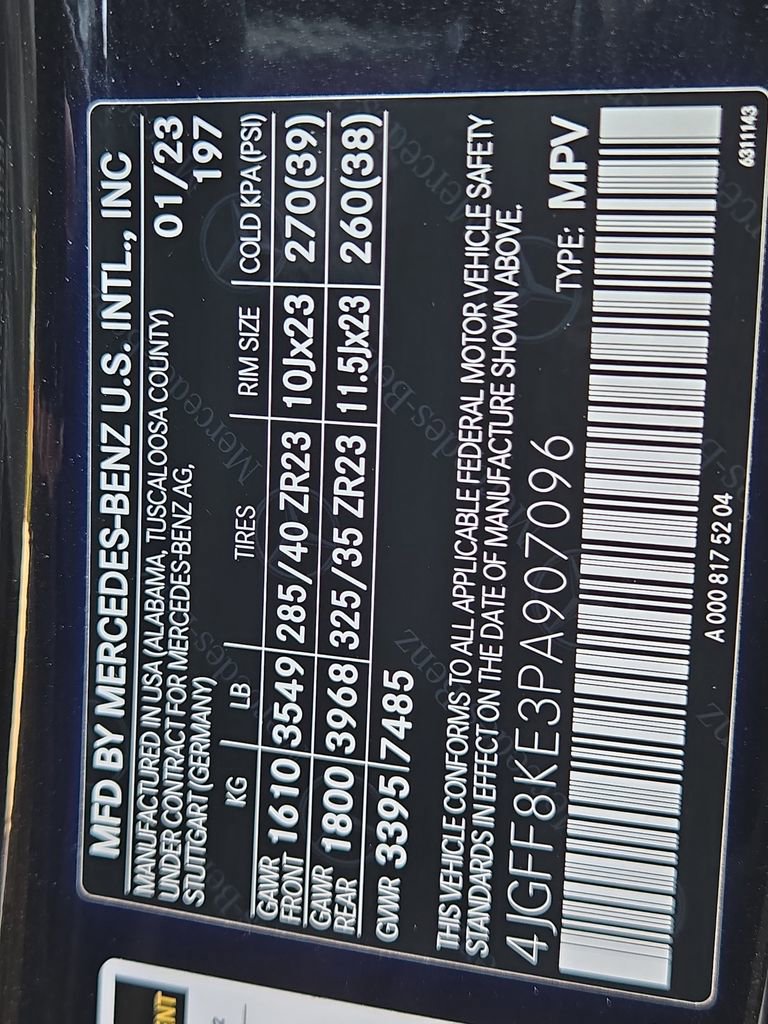 MFD BY MERCEDES-BENZ U.S. INTL., INC
MANUFACTURED IN USA (ALABAMA, TUSCALOOSA COUNTY) 01/23
UNDER CONTRACT FOR MERCEDES-BENZ AG, 197
STUTTGART (GERMANY)
KG LB TIRES RIM SIZE COLD KPA (PSI)
GAWR FRONT 1610 3549 285/40 ZR23 10Jx23 270(39)
GAWR REAR 1800 3968 325/35 ZR23 11.5Jx23 260(38)
GVWR 3395 7485
THIS VEHICLE CONFORMS TO ALL APPLICABLE FEDERAL MOTOR VEHICLE SAFETY
STANDARDS IN EFFECT ON THE DATE OF MANUFACTURE SHOWN ABOVE.
4JGFF8KE3PA907096 TYPE: MPV
A 000 817 52 04 6311143